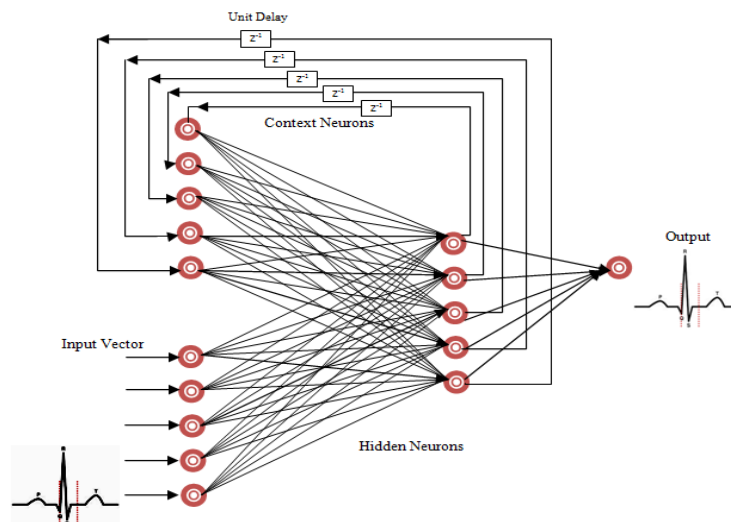 Unit Delay
z⁻¹
z⁻¹
z⁻¹
z⁻¹
z⁻¹
Context Neurons
Output
R
P
T
Q
S
Input Vector
Hidden Neurons
R
P
T